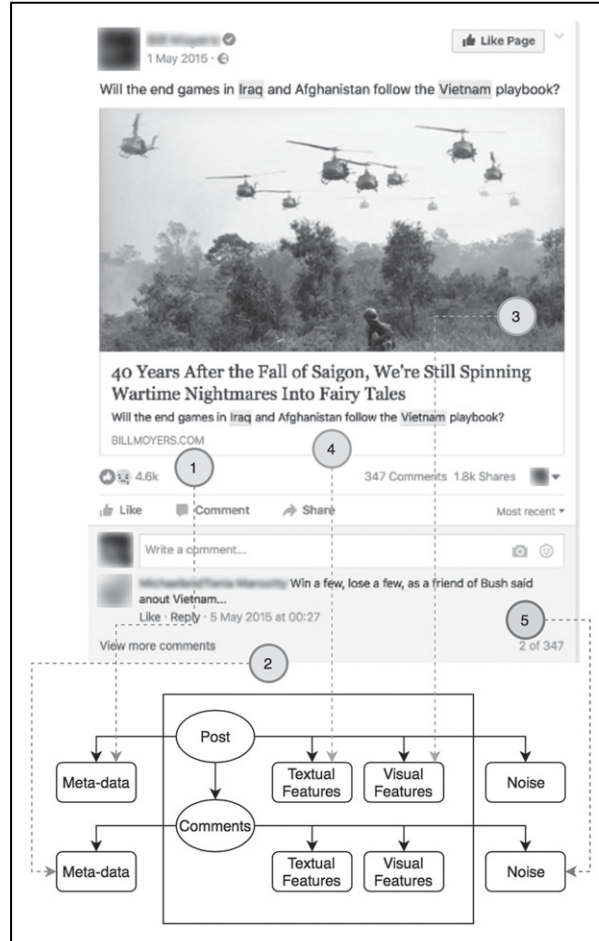 1 May 2015 ·
Like Page
Will the end games in Iraq and Afghanistan follow the Vietnam playbook?
3
40 Years After the Fall of Saigon, We're Still Spinning
Wartime Nightmares Into Fairy Tales
Will the end games in Iraq and Afghanistan follow the Vietnam playbook?
BILLMOYERS.COM
1
4
4.6k
347 Comments 1.8k Shares
Like Comment Share
Most recent
Write a comment...
Win a few, lose a few, as a friend of Bush said
anout Vietnam...
Like · Reply · 5 May 2015 at 00:27
5
View more comments
2 of 347
2
Post
Meta-data
Textual
Features
Visual
Features
Noise
Comments
Meta-data
Textual
Features
Visual
Features
Noise